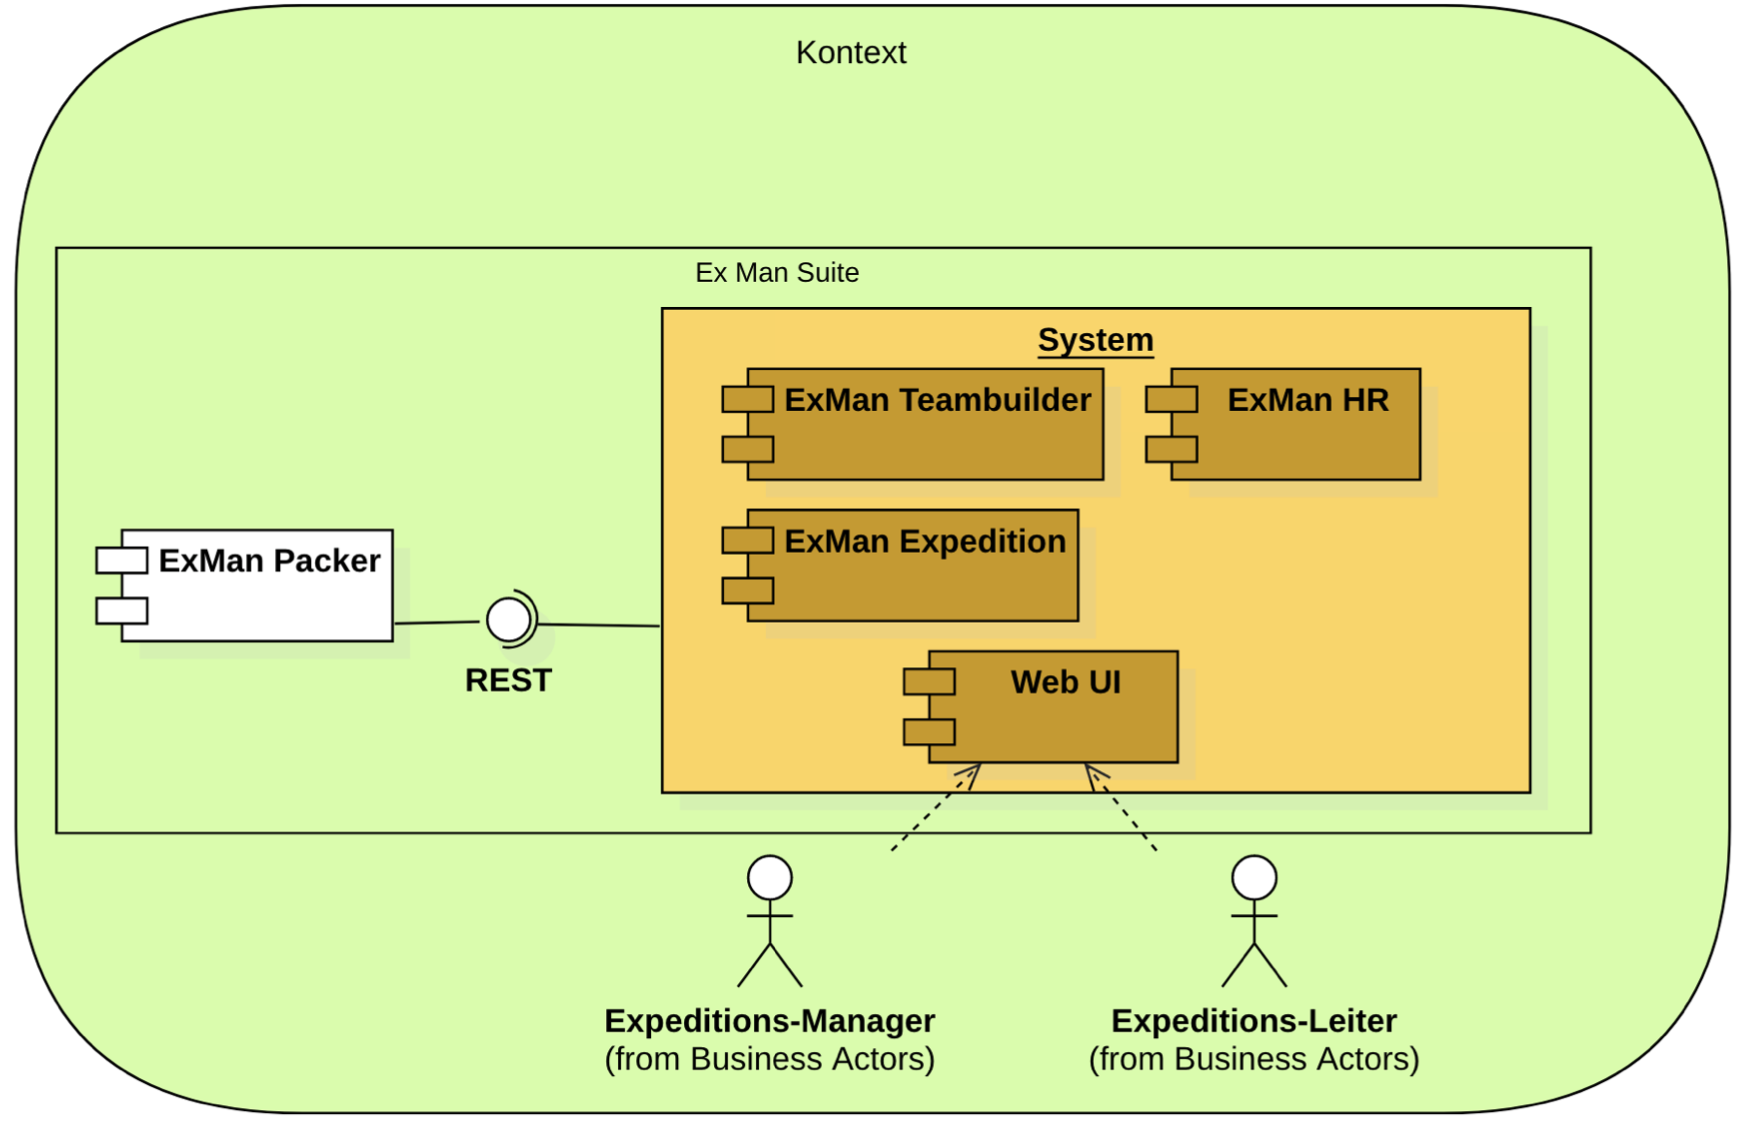 Kontext
Ex Man Suite
System
ExMan Teambuilder
ExMan HR
ExMan Expedition
ExMan Packer
REST
Web UI
Expeditions-Manager
(from Business Actors)
Expeditions-Leiter
(from Business Actors)